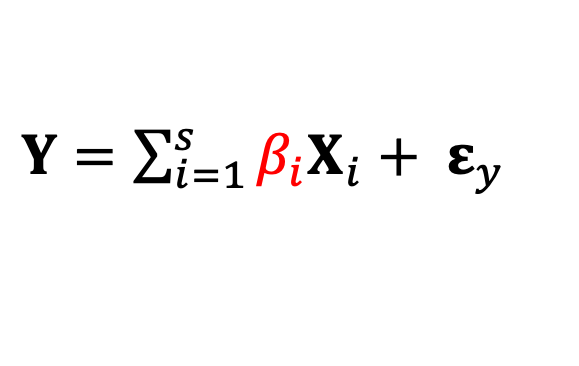 𝐘 = ∑ᵢ₌₁ˢ βᵢ𝐗ᵢ + 𝛆ᵧ